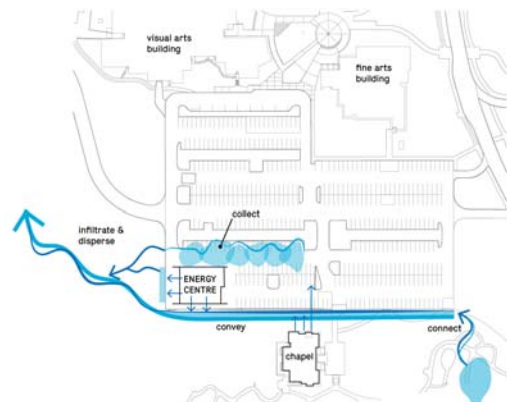 visual arts
building
fine arts
building
collect
infiltrate &
disperse
ENERGY
CENTRE
convey
connect
chapel